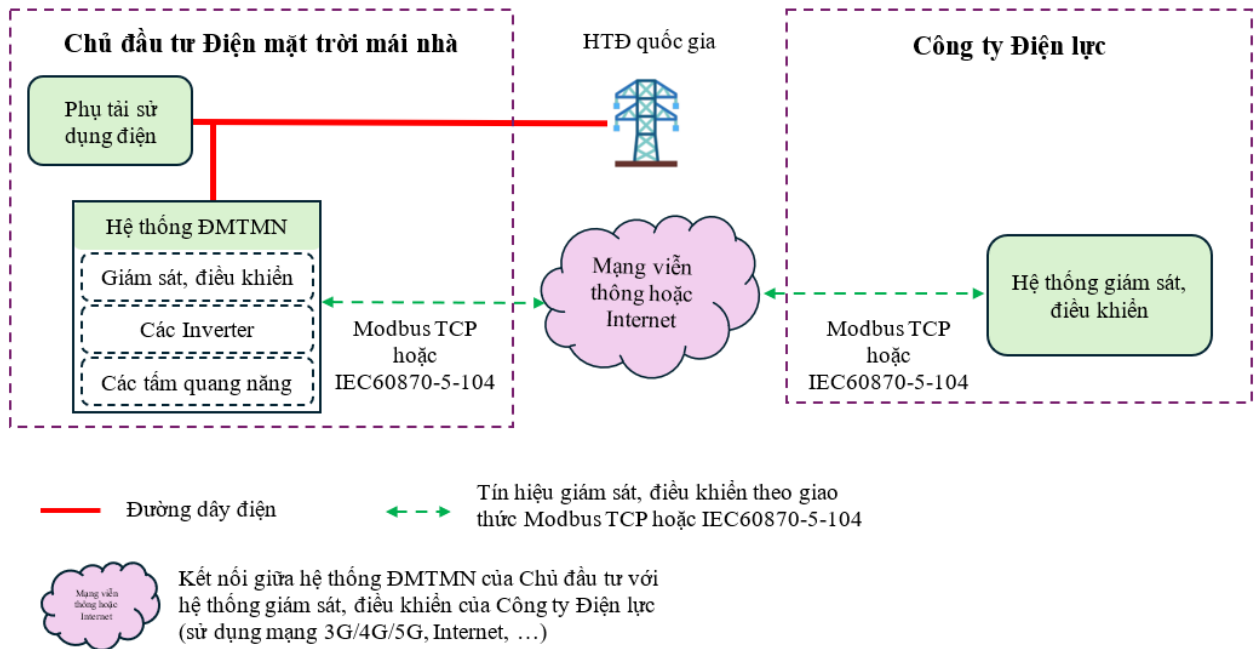 Chủ đầu tư Điện mặt trời mái nhà
HTĐ quốc gia
Công ty Điện lực
Phụ tải sử
dụng điện
Hệ thống ĐMTMN
Giám sát, điều khiển
Các Inverter
Các tấm quang năng
Modbus TCP
hoặc
IEC60870-5-104
Mạng viễn
thông hoặc
Internet
Modbus TCP
hoặc
IEC60870-5-104
Hệ thống giám sát,
điều khiển
Đường dây điện
Tín hiệu giám sát, điều khiển theo giao
thức Modbus TCP hoặc IEC60870-5-104
Mạng viễn
thông hoặc
Internet
Kết nối giữa hệ thống ĐMTMN của Chủ đầu tư với
hệ thống giám sát, điều khiển của Công ty Điện lực
(sử dụng mạng 3G/4G/5G, Internet, …)